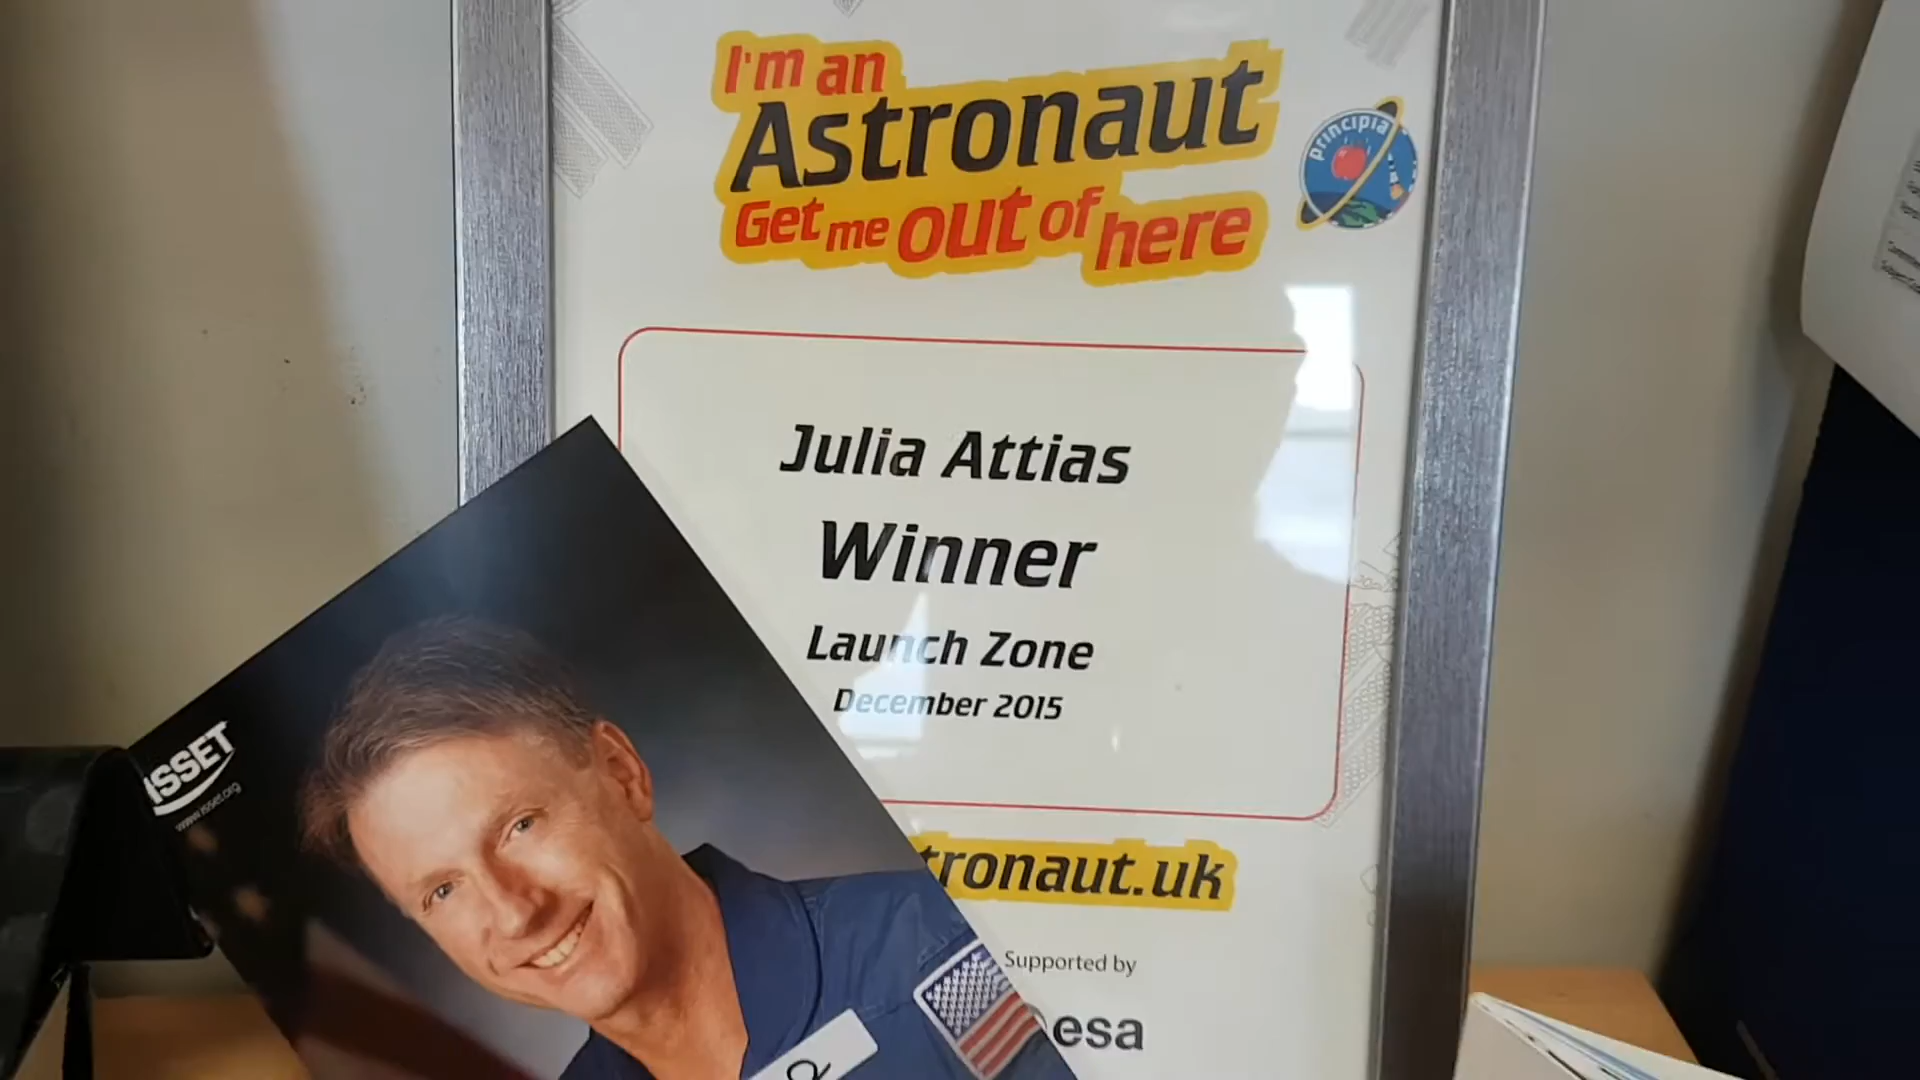 I'm an
Astronaut
Get me out of here
principia
Julia Attias
Winner
Launch Zone
December 2015
tronaut.uk
Supported by
esa
ISSET
www.isset.org